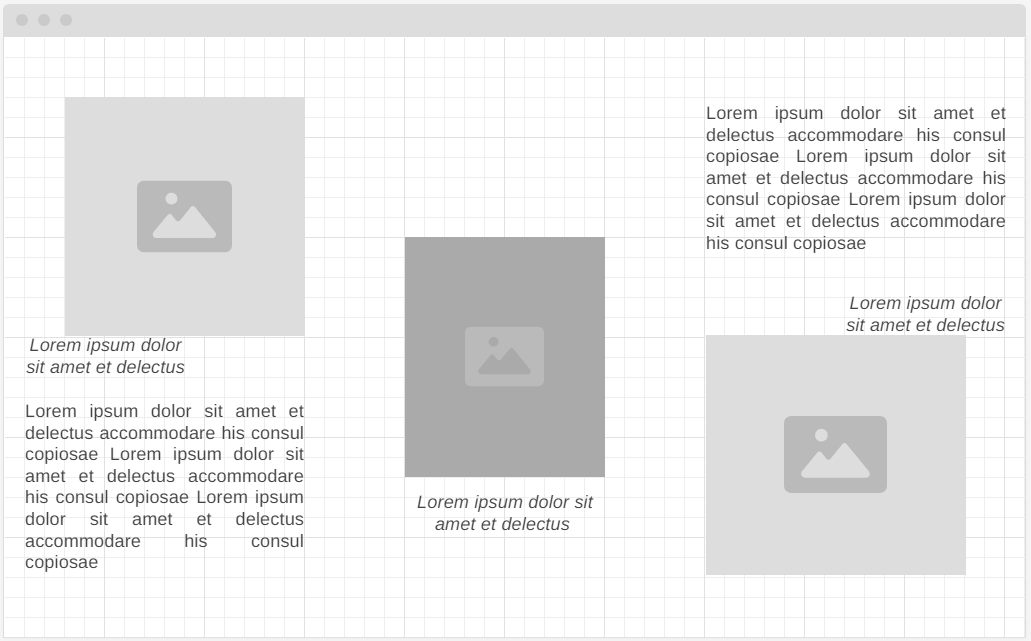 Lorem ipsum dolor
sit amet et delectus
Lorem ipsum dolor sit amet et
delectus accommodare his consul
copiosae Lorem ipsum dolor sit
amet et delectus accommodare
his consul copiosae Lorem ipsum
dolor sit amet et delectus
accommodare his consul
copiosae
Lorem ipsum dolor sit
amet et delectus
Lorem ipsum dolor sit amet et
delectus accommodare his consul
copiosae Lorem ipsum dolor sit
amet et delectus accommodare his
consul copiosae Lorem ipsum dolor
sit amet et delectus accommodare
his consul copiosae
Lorem ipsum dolor
sit amet et delectus